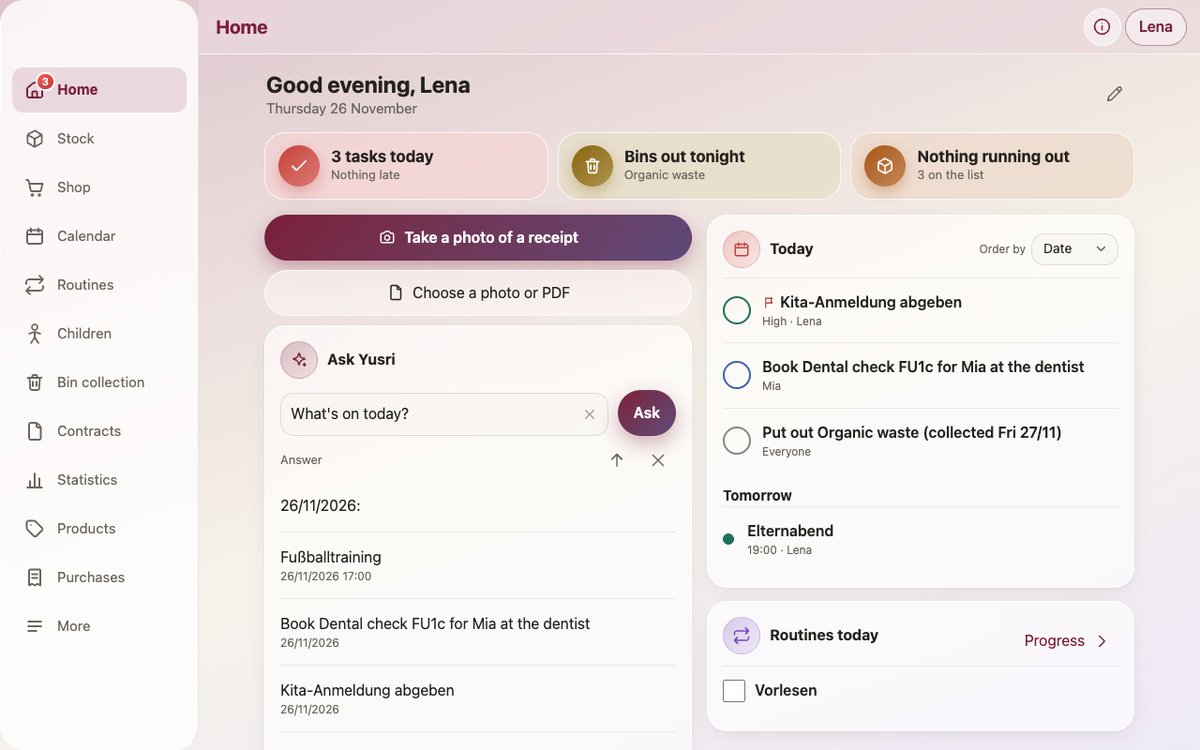 Home
Lena
3
Home
Stock
Shop
Calendar
Routines
Children
Bin collection
Contracts
Statistics
Products
Purchases
More
Good evening, Lena
Thursday 26 November
3 tasks today
Nothing late
Bins out tonight
Organic waste
Nothing running out
3 on the list
Take a photo of a receipt
Choose a photo or PDF
Ask Yusri
What's on today?
Ask
Answer
26/11/2026:
Fußballtraining
26/11/2026 17:00
Book Dental check FU1c for Mia at the dentist
26/11/2026
Kita-Anmeldung abgeben
26/11/2026
Today
Order by
Date
Kita-Anmeldung abgeben
High · Lena
Book Dental check FU1c for Mia at the dentist
Mia
Put out Organic waste (collected Fri 27/11)
Everyone
Tomorrow
Elternabend
19:00 · Lena
Routines today
Progress
Vorlesen